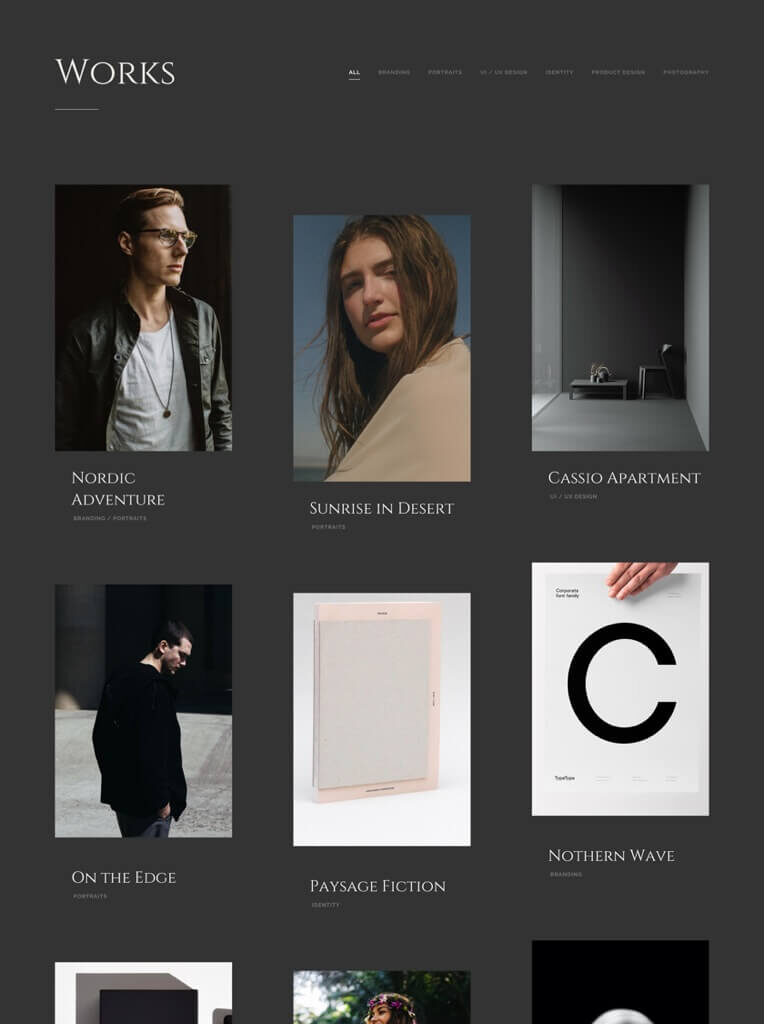 Works
ALL BRANDING PORTRAITS UI / UX DESIGN IDENTITY PRODUCT DESIGN PHOTOGRAPHY
Nordic
Adventure
BRANDING / PORTRAITS
Sunrise in Desert
PORTRAITS
Cassio Apartment
UI / UX DESIGN
Corporate
font family
C
TypeType
On the Edge
PORTRAITS
Paysage Fiction
IDENTITY
Nothern Wave
BRANDING